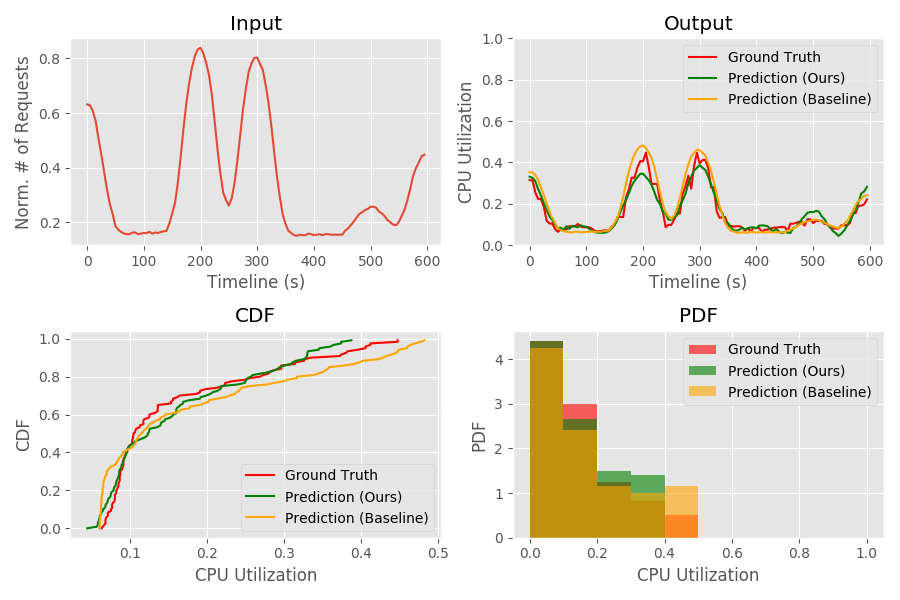 Input
Norm. # of Requests
0.8
0.6
0.4
0.2
0 100 200 300 400 500 600
Timeline (s)
Output
CPU Utilization
1.0
0.8
0.6
0.4
0.2
0.0
Ground Truth
Prediction (Ours)
Prediction (Baseline)
0 100 200 300 400 500 600
Timeline (s)
CDF
CDF
1.0
0.8
0.6
0.4
0.2
0.0
Ground Truth
Prediction (Ours)
Prediction (Baseline)
0.1 0.2 0.3 0.4 0.5
CPU Utilization
PDF
PDF
4
3
2
1
0
Ground Truth
Prediction (Ours)
Prediction (Baseline)
0.0 0.2 0.4 0.6 0.8 1.0
CPU Utilization